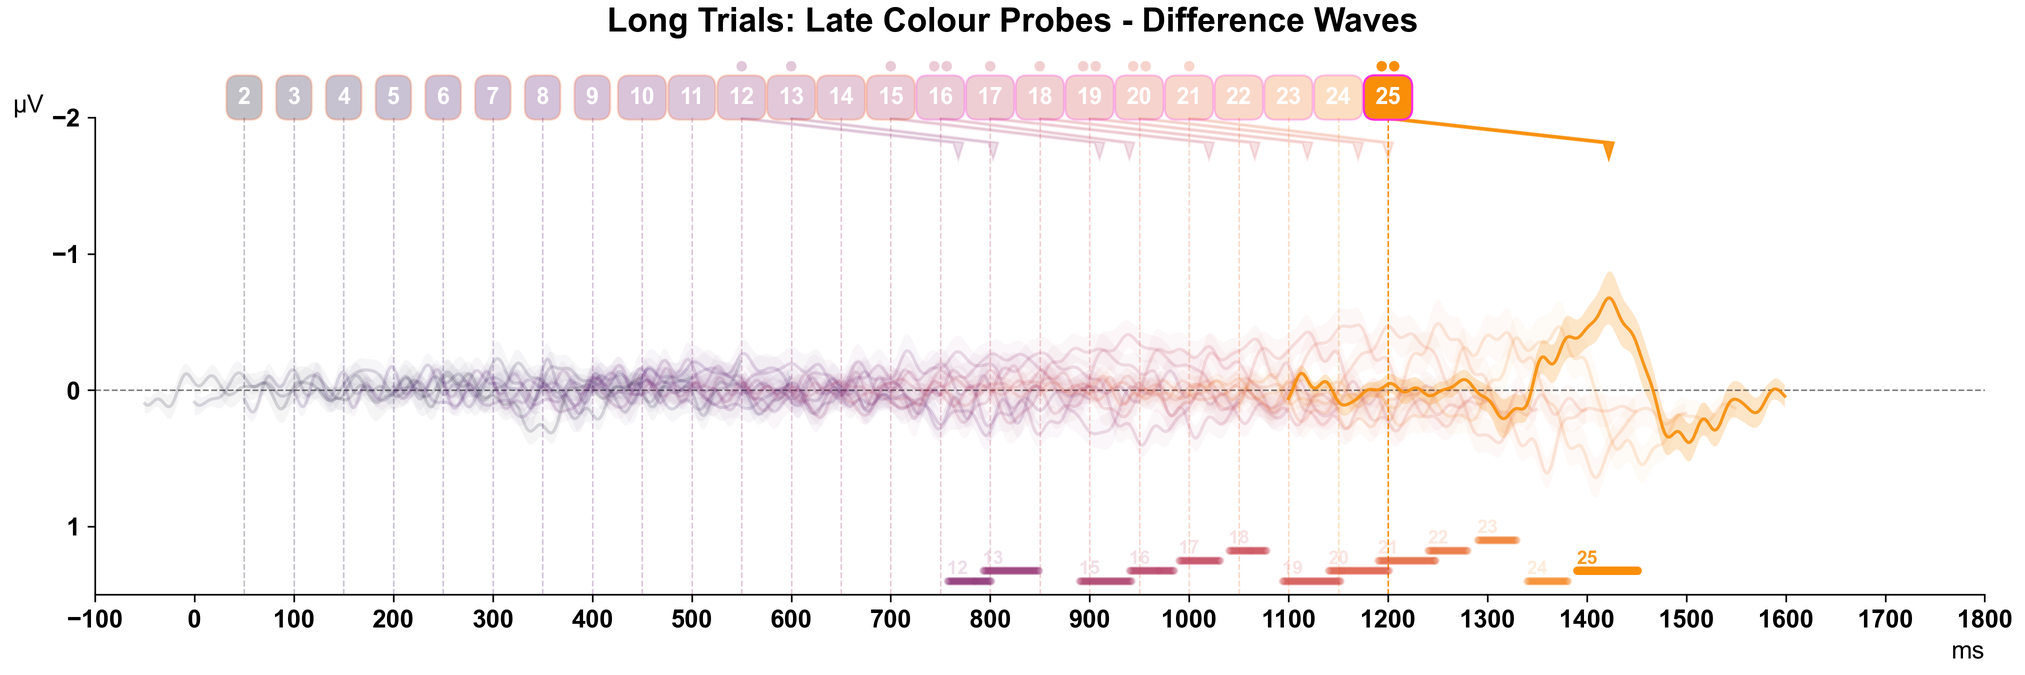 Long Trials: Late Colour Probes - Difference Waves
2 3 4 5 6 7 8 9 10 11 12 13 14 15 16 17 18 19 20 21 22 23 24 25
µV
−2
−1
0
1
23
18 22
17 21
13 16 20 24 25
12 15 19
−100 0 100 200 300 400 500 600 700 800 900 1000 1100 1200 1300 1400 1500 1600 1700 1800
ms